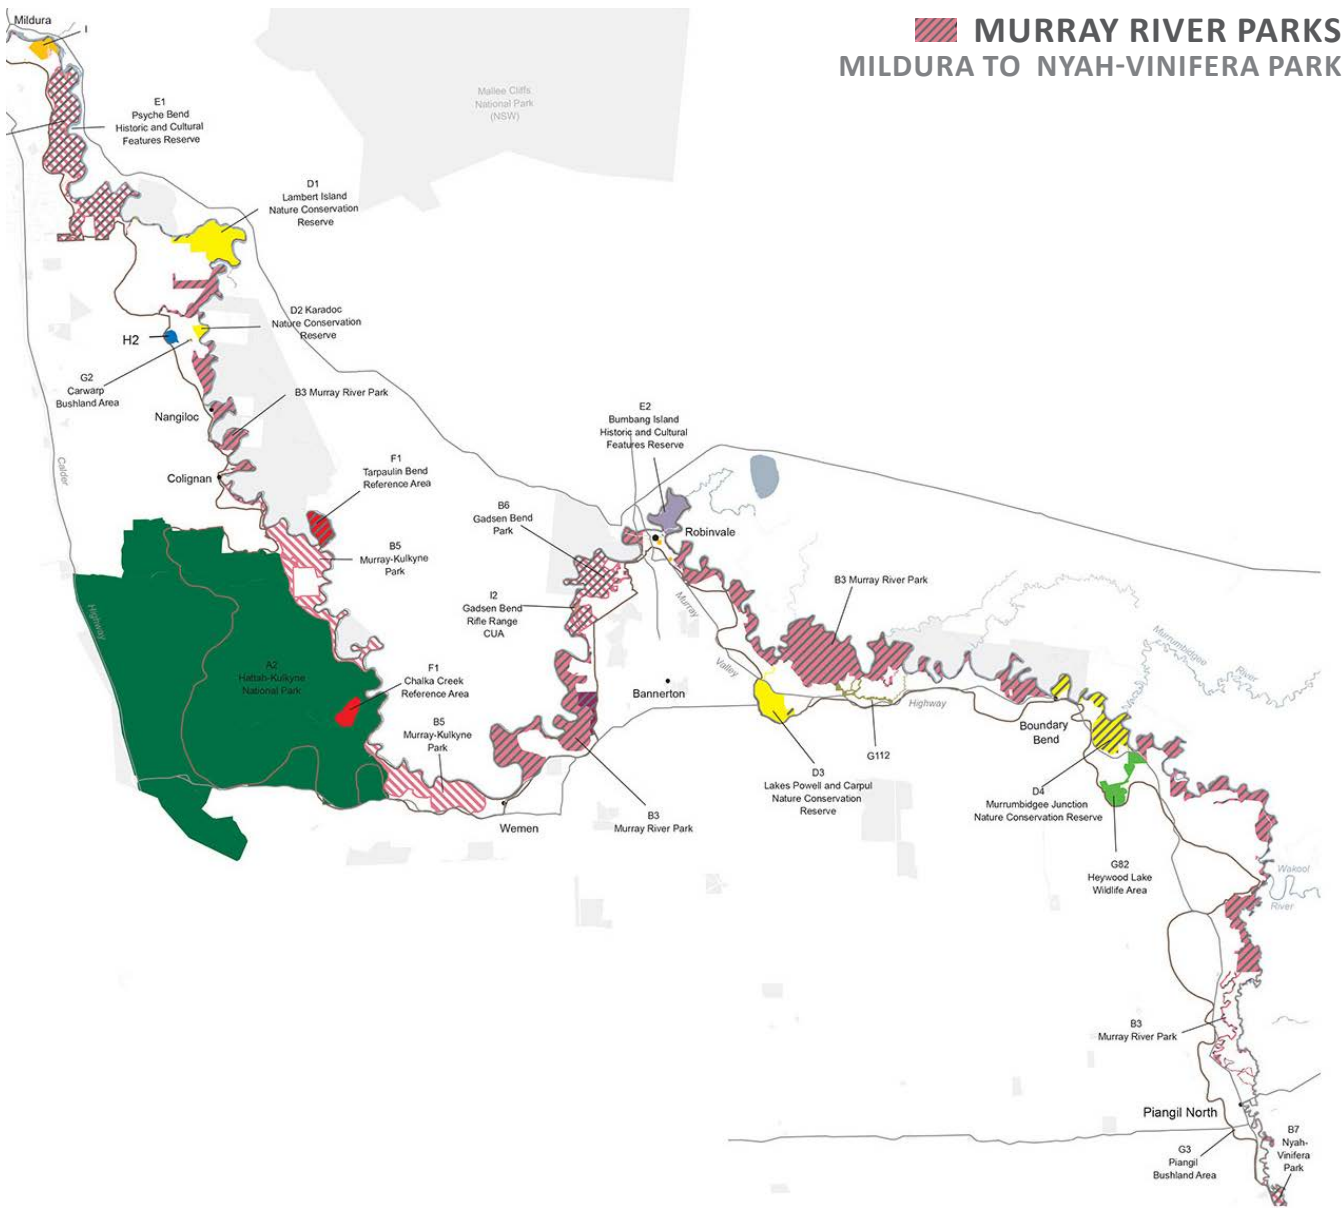 MURRAY RIVER PARKS
MILDURA TO NYAH-VINIFERA PARK
Mildura
I
E1
Psyche Bend
Historic and Cultural
Features Reserve
Mallee Cliffs
National Park
(NSW)
D1
Lambert Island
Nature Conservation
Reserve
D2 Karadoc
Nature Conservation
Reserve
H2
G2
Carwarp
Bushland Area
B3 Murray River Park
Nangiloc
Calder
Colignan
F1
Tarpaulin Bend
Reference Area
E2
Bumbang Island
Historic and Cultural
Features Reserve
B6
Gadsen Bend
Park
Robinvale
B5
Murray-Kulkyne
Park
Highway
I2
Gadsen Bend
Rifle Range
CUA
Murray
B3 Murray River Park
Murrumbidgee
River
A2
Hattah-Kulkyne
National Park
F1
Chalka Creek
Reference Area
Bannerton
Valley
Highway
B5
Murray-Kulkyne
Park
Boundary
Bend
G112
D3
Lakes Powell and Carpul
Nature Conservation
Reserve
D4
Murrumbidgee Junction
Nature Conservation Reserve
Wemen
B3
Murray River Park
G82
Heywood Lake
Wildlife Area
Wakool
River
B3
Murray River Park
Piangil North
G3
Piangil
Bushland Area
B7
Nyah-
Vinifera
Park